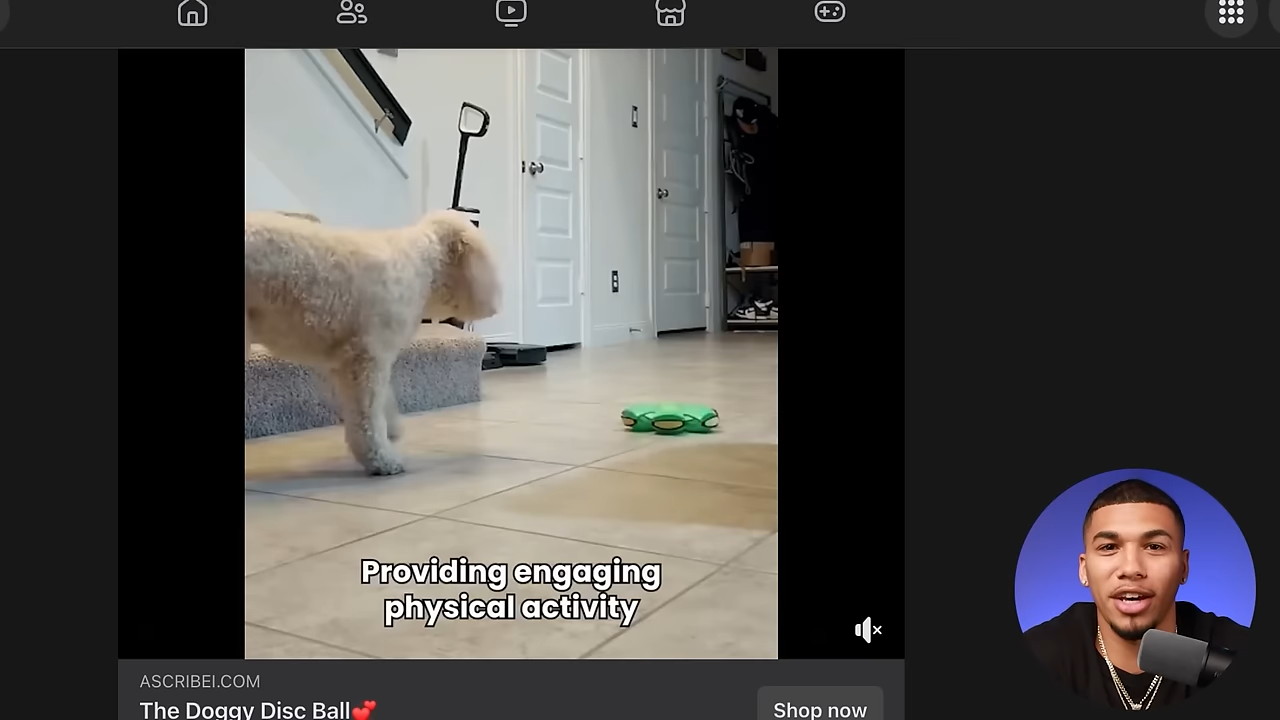 Providing engaging
physical activity
ASCRIBEI.COM
The Doggy Disc Ball💕
Shop now